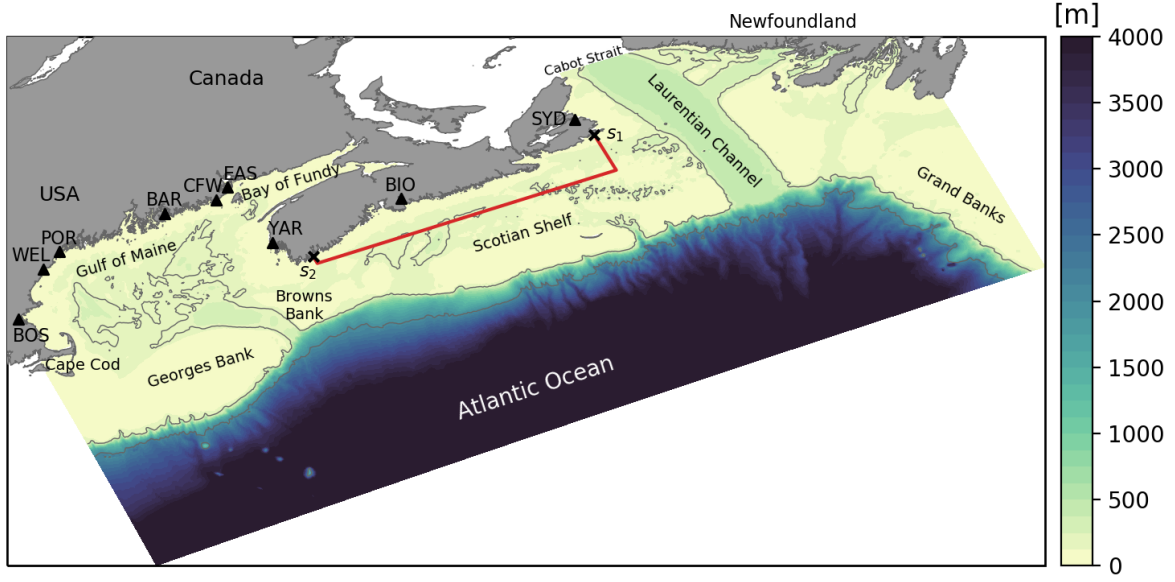 Newfoundland
[m]
Cabot Strait
Canada
Laurentian Channel
SYD
s1
EAS
CFW
Bay of Fundy
USA
BAR
BIO
Grand Banks
YAR
Scotian Shelf
POR
Gulf of Maine
WEL
s2
Browns
Bank
BOS
Cape Cod
Georges Bank
Atlantic Ocean
4000
3500
3000
2500
2000
1500
1000
500
0